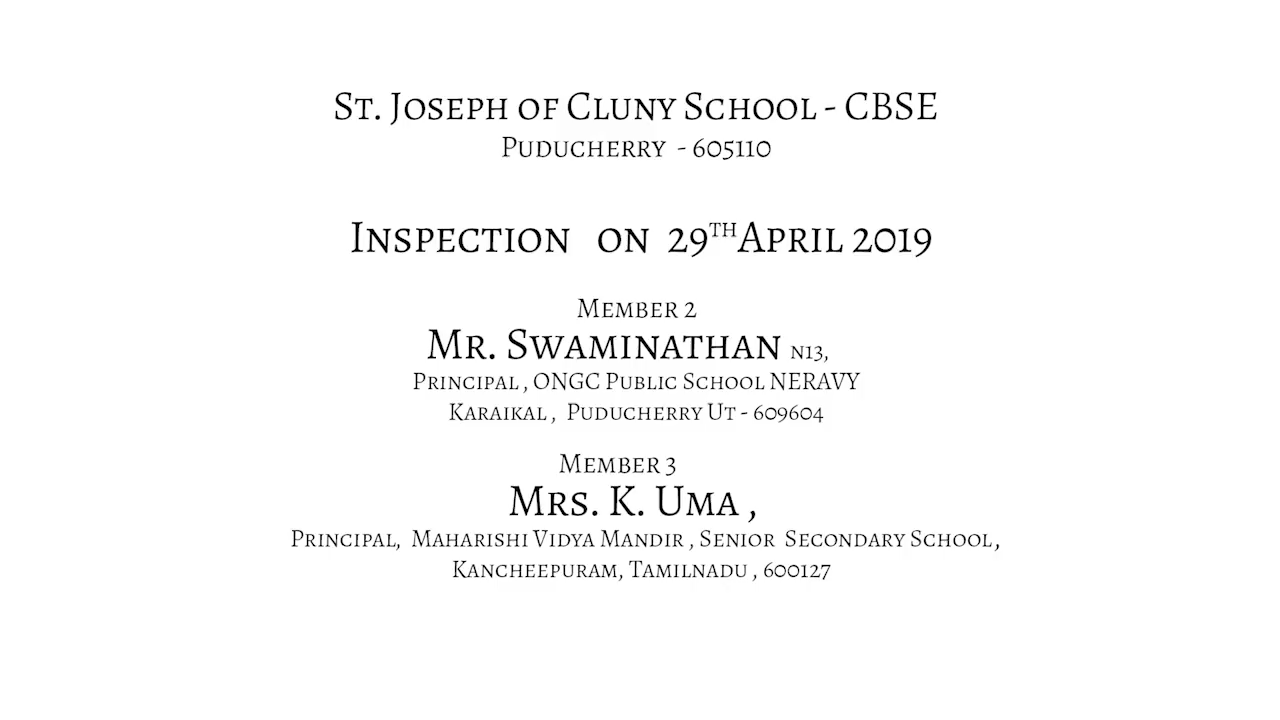 St. Joseph of Cluny School - CBSE
Puducherry - 605110
Inspection on 29th April 2019
Member 2
Mr. Swaminathan N13,
Principal , ONGC Public School NERAVY
Karaikal , Puducherry Ut - 609604
Member 3
Mrs. K. Uma ,
Principal, Maharishi Vidya Mandir , Senior Secondary School ,
Kancheepuram, Tamilnadu , 600127